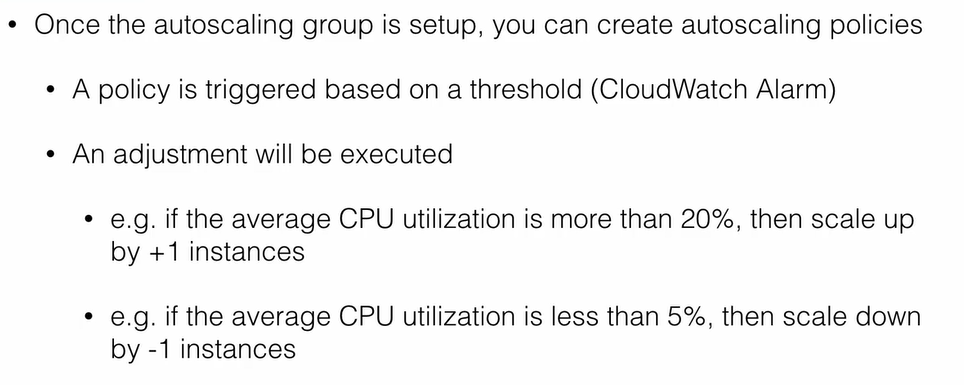 • Once the autoscaling group is setup, you can create autoscaling policies
• A policy is triggered based on a threshold (CloudWatch Alarm)
• An adjustment will be executed
• e.g. if the average CPU utilization is more than 20%, then scale up
by +1 instances
• e.g. if the average CPU utilization is less than 5%, then scale down
by -1 instances